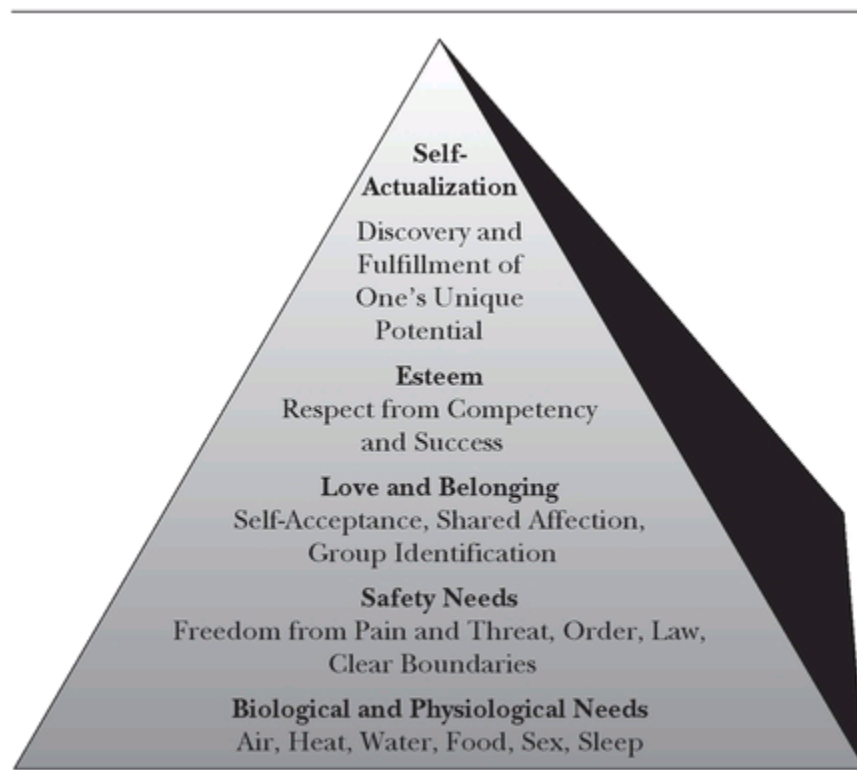 Self-
Actualization
Discovery and
Fulfillment of
One's Unique
Potential
Esteem
Respect from Competency
and Success
Love and Belonging
Self-Acceptance, Shared Affection,
Group Identification
Safety Needs
Freedom from Pain and Threat, Order, Law,
Clear Boundaries
Biological and Physiological Needs
Air, Heat, Water, Food, Sex, Sleep